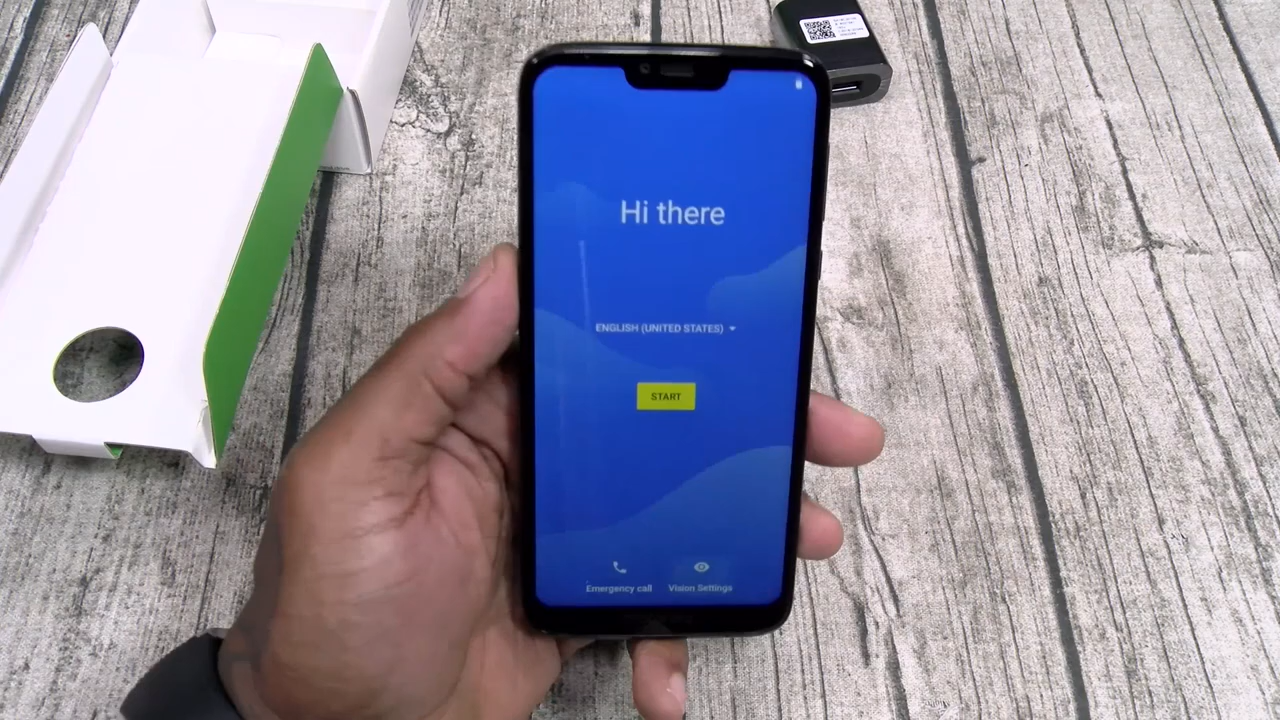 Hi there
ENGLISH (UNITED STATES)
START
Emergency call
Vision Settings